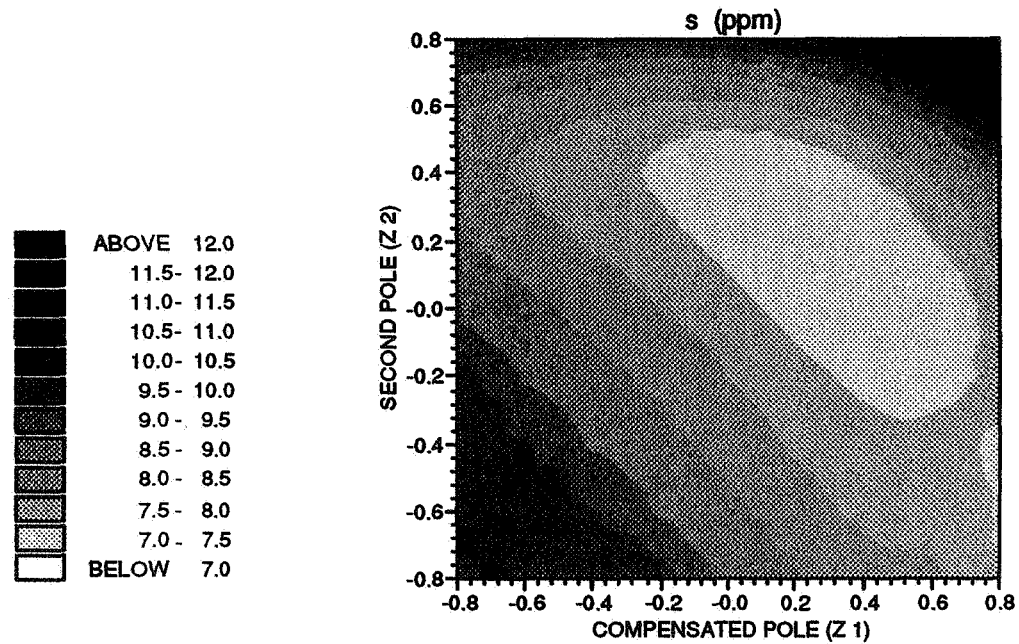 s (ppm)
ABOVE 12.0
11.5- 12.0
11.0- 11.5
10.5- 11.0
10.0- 10.5
9.5 - 10.0
9.0 - 9.5
8.5 - 9.0
8.0 - 8.5
7.5 - 8.0
7.0 - 7.5
BELOW 7.0
SECOND POLE (Z 2)
0.8
0.6
0.4
0.2
-0.0
-0.2
-0.4
-0.6
-0.8
-0.8 -0.6 -0.4 -0.2 -0.0 0.2 0.4 0.6 0.8
COMPENSATED POLE (Z 1)